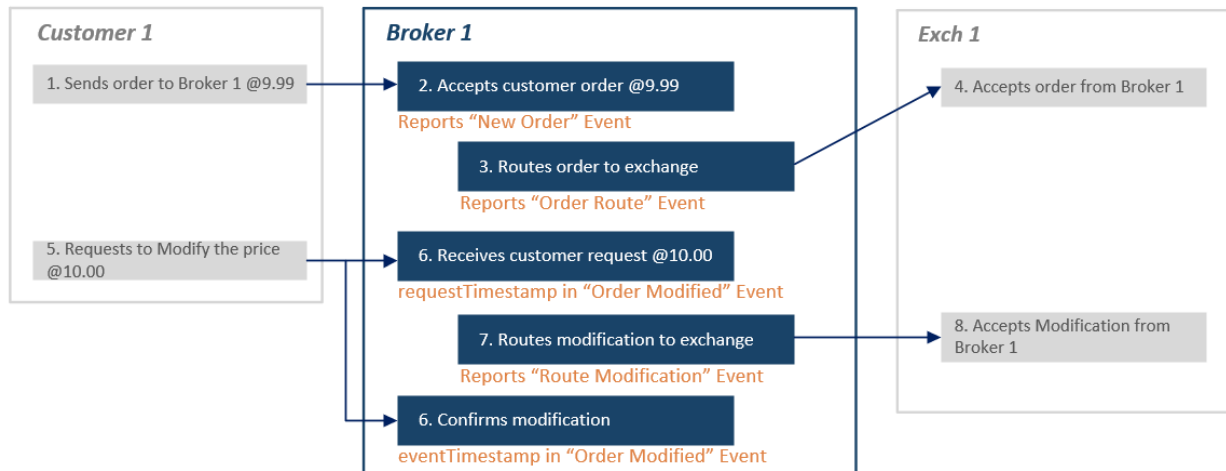 Customer 1
1. Sends order to Broker 1 @9.99
5. Requests to Modify the price
@10.00
Broker 1
2. Accepts customer order @9.99
Reports “New Order” Event
3. Routes order to exchange
Reports “Order Route” Event
6. Receives customer request @10.00
requestTimestamp in “Order Modified” Event
7. Routes modification to exchange
Reports “Route Modification” Event
6. Confirms modification
eventTimestamp in “Order Modified” Event
Exch 1
4. Accepts order from Broker 1
8. Accepts Modification from
Broker 1